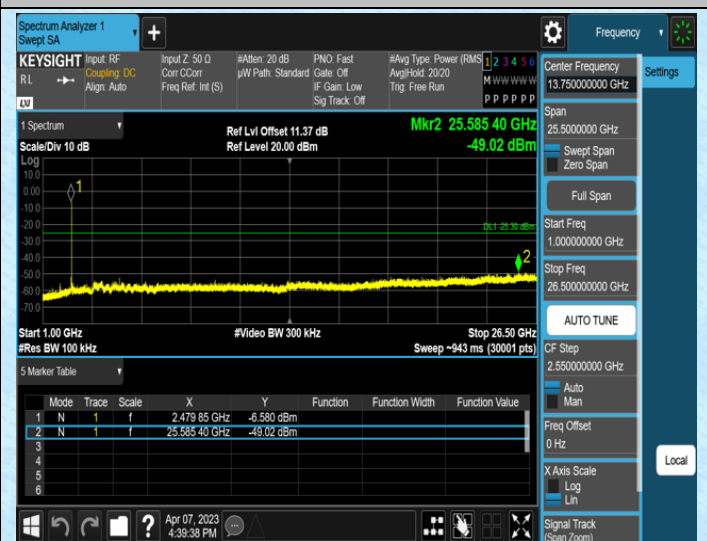 Spectrum Analyzer 1
Swept SA
+
Frequency
KEYSIGHT
RL
LXI
Input: RF
Coupling: DC
Align: Auto
Input Z: 50 Ω
Corr CCorr
Freq Ref: Int (S)
#Atten: 20 dB
µW Path: Standard
PNO: Fast
Gate: Off
IF Gain: Low
Sig Track: Off
#Avg Type: Power (RMS)
Avg|Hold: 20/20
Trig: Free Run
1 2 3 4 5 6
M W W W W W
P P P P P P
1 Spectrum
Scale/Div 10 dB
Ref Lvl Offset 11.37 dB
Ref Level 20.00 dBm
Mkr2 25.585 40 GHz
-49.02 dBm
Log
10.0
0.00
-10.0
-20.0
-30.0
-40.0
-50.0
-60.0
-70.0
1
DL1 -25.30 dBm
2
Start 1.00 GHz
#Res BW 100 kHz
#Video BW 300 kHz
Stop 26.50 GHz
Sweep ~943 ms (30001 pts)
5 Marker Table
Mode Trace Scale X Y Function Function Width Function Value
1 N 1 f 2.479 85 GHz -6.580 dBm
2 N 1 f 25.585 40 GHz -49.02 dBm
3
4
5
6
Apr 07, 2023
4:39:38 PM
?
Center Frequency
13.750000000 GHz
Settings
Span
25.5000000 GHz
Swept Span
Zero Span
Full Span
Start Freq
1.000000000 GHz
Stop Freq
26.500000000 GHz
AUTO TUNE
CF Step
2.550000000 GHz
Auto
Man
Freq Offset
0 Hz
Local
X Axis Scale
Log
Lin
Signal Track
(Span Zoom)